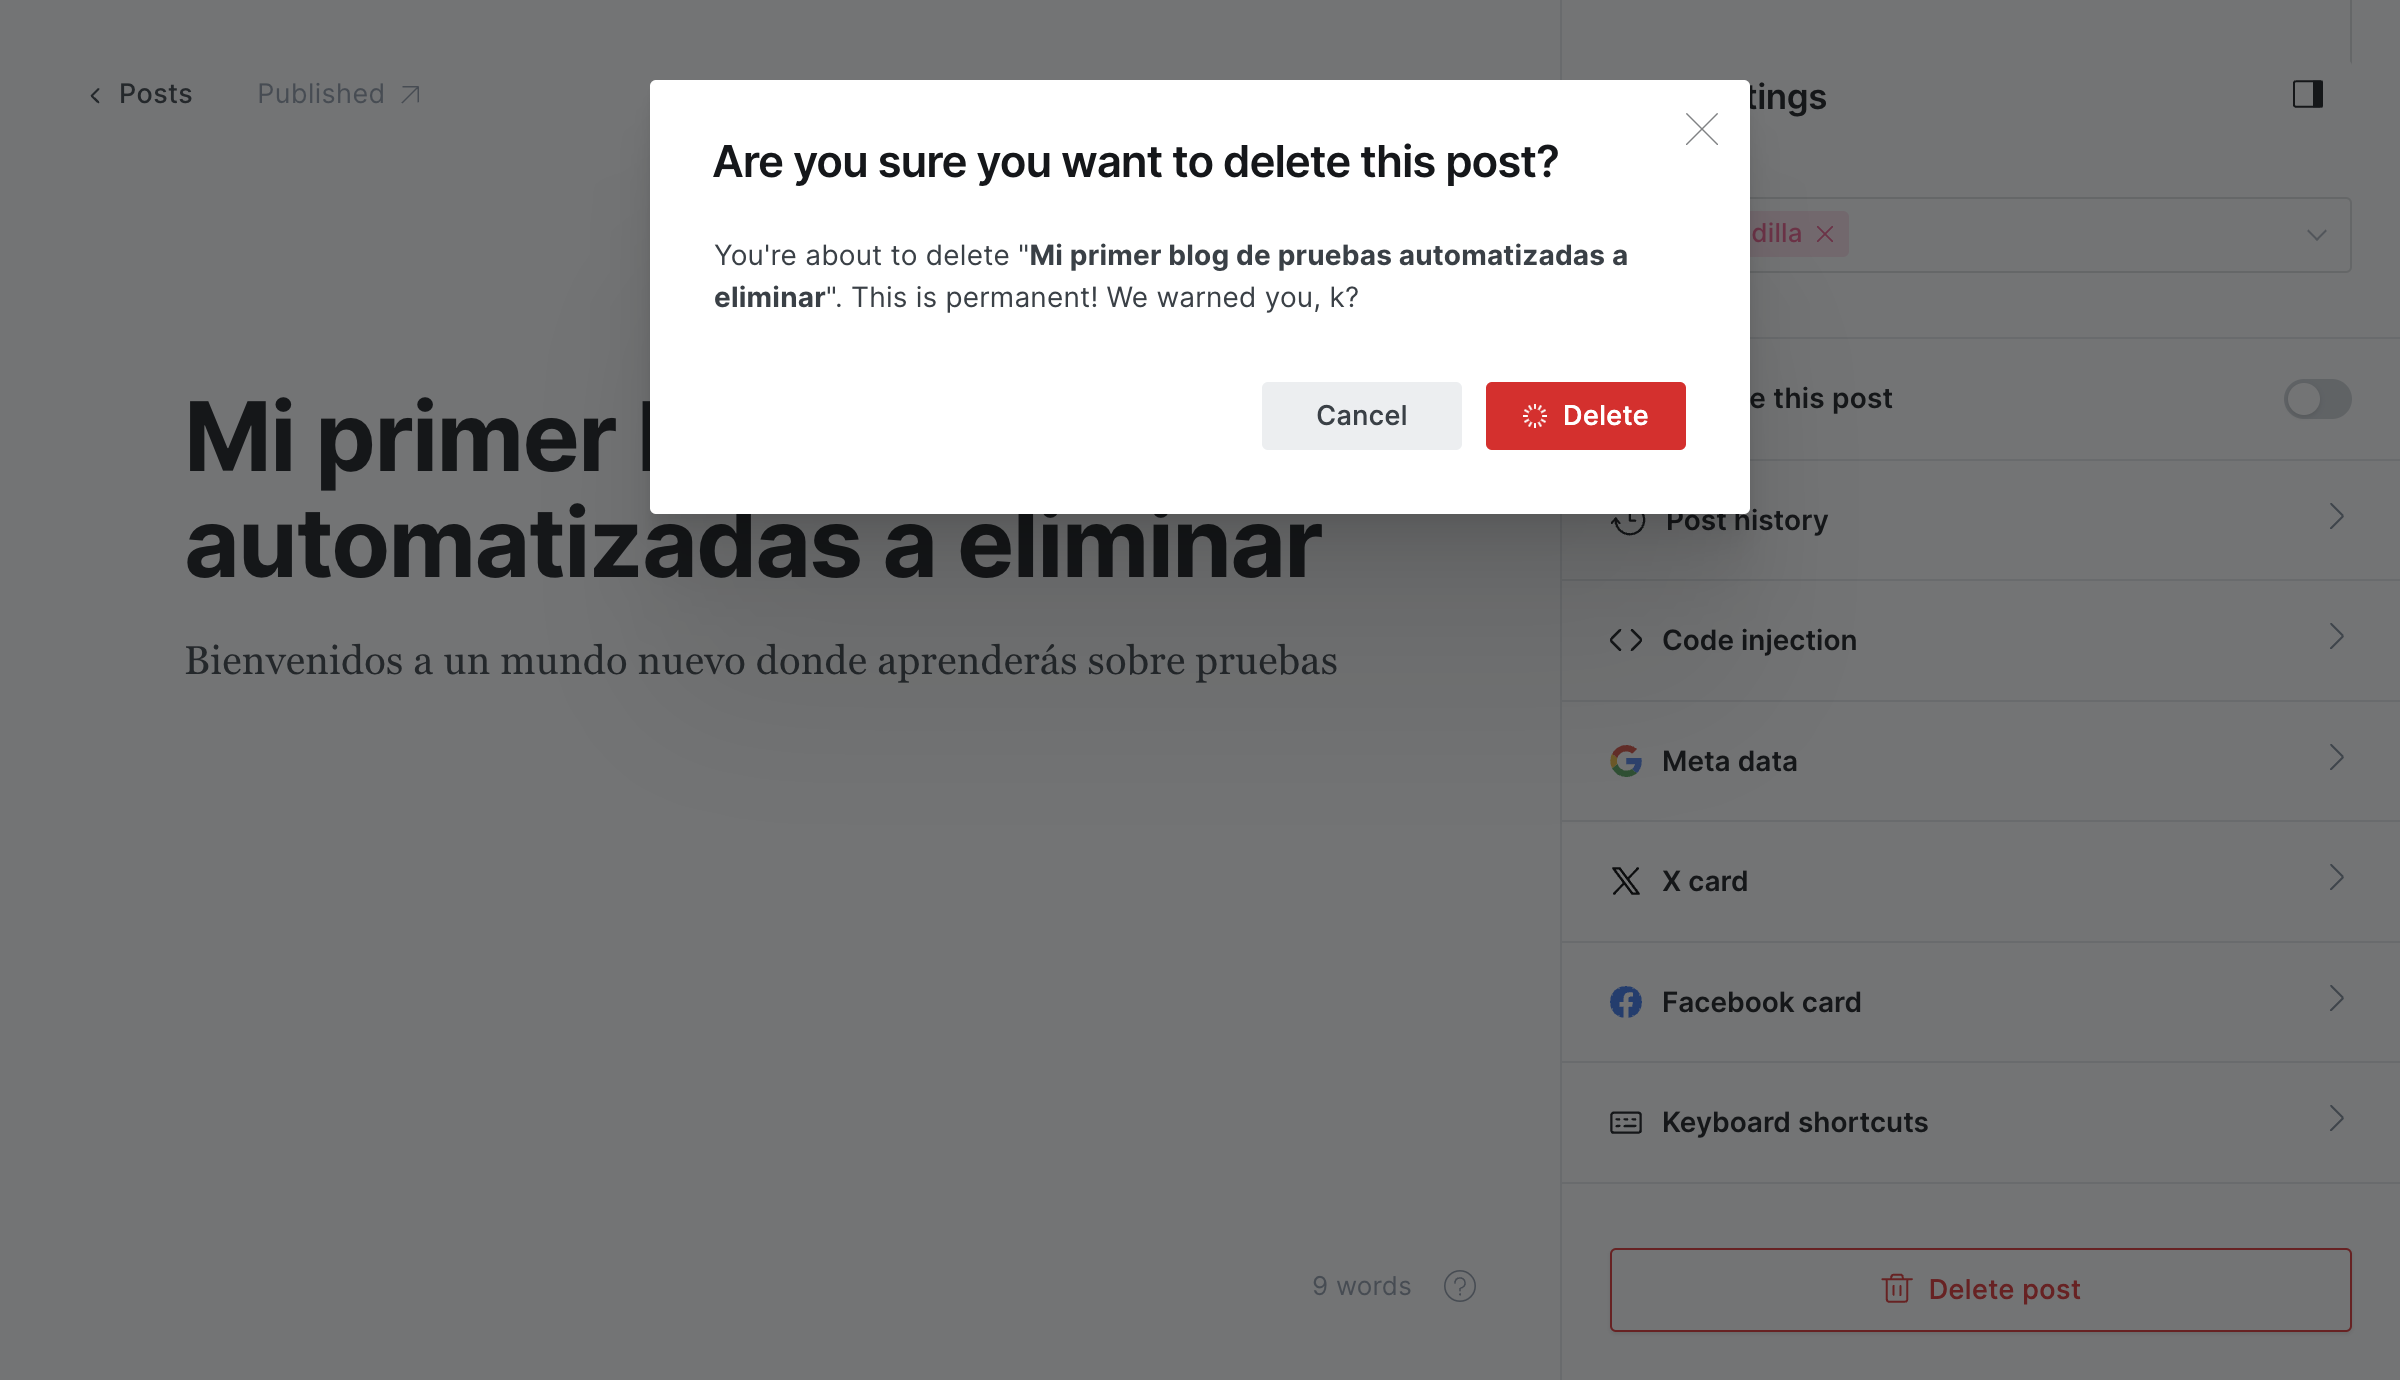 Posts
Published
tings
Are you sure you want to delete this post?
You're about to delete "Mi primer blog de pruebas automatizadas a
eliminar". This is permanent! We warned you, k?
Cancel
Delete
dilla
Mi primer
automatizadas a eliminar
Bienvenidos a un mundo nuevo donde aprenderás sobre pruebas
9 words
e this post
Post history
Code injection
Meta data
X card
Facebook card
Keyboard shortcuts
Delete post